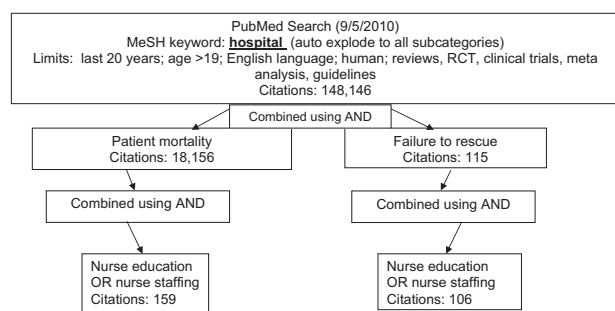 PubMed Search (9/5/2010)
MeSH keyword: hospital (auto explode to all subcategories)
Limits: last 20 years; age >19; English language; human; reviews, RCT, clinical trials, meta
analysis, guidelines
Citations: 148,146
Combined using AND
Patient mortality
Citations: 18,156
Failure to rescue
Citations: 115
Combined using AND
Combined using AND
Nurse education
OR nurse staffing
Citations: 159
Nurse education
OR nurse staffing
Citations: 106